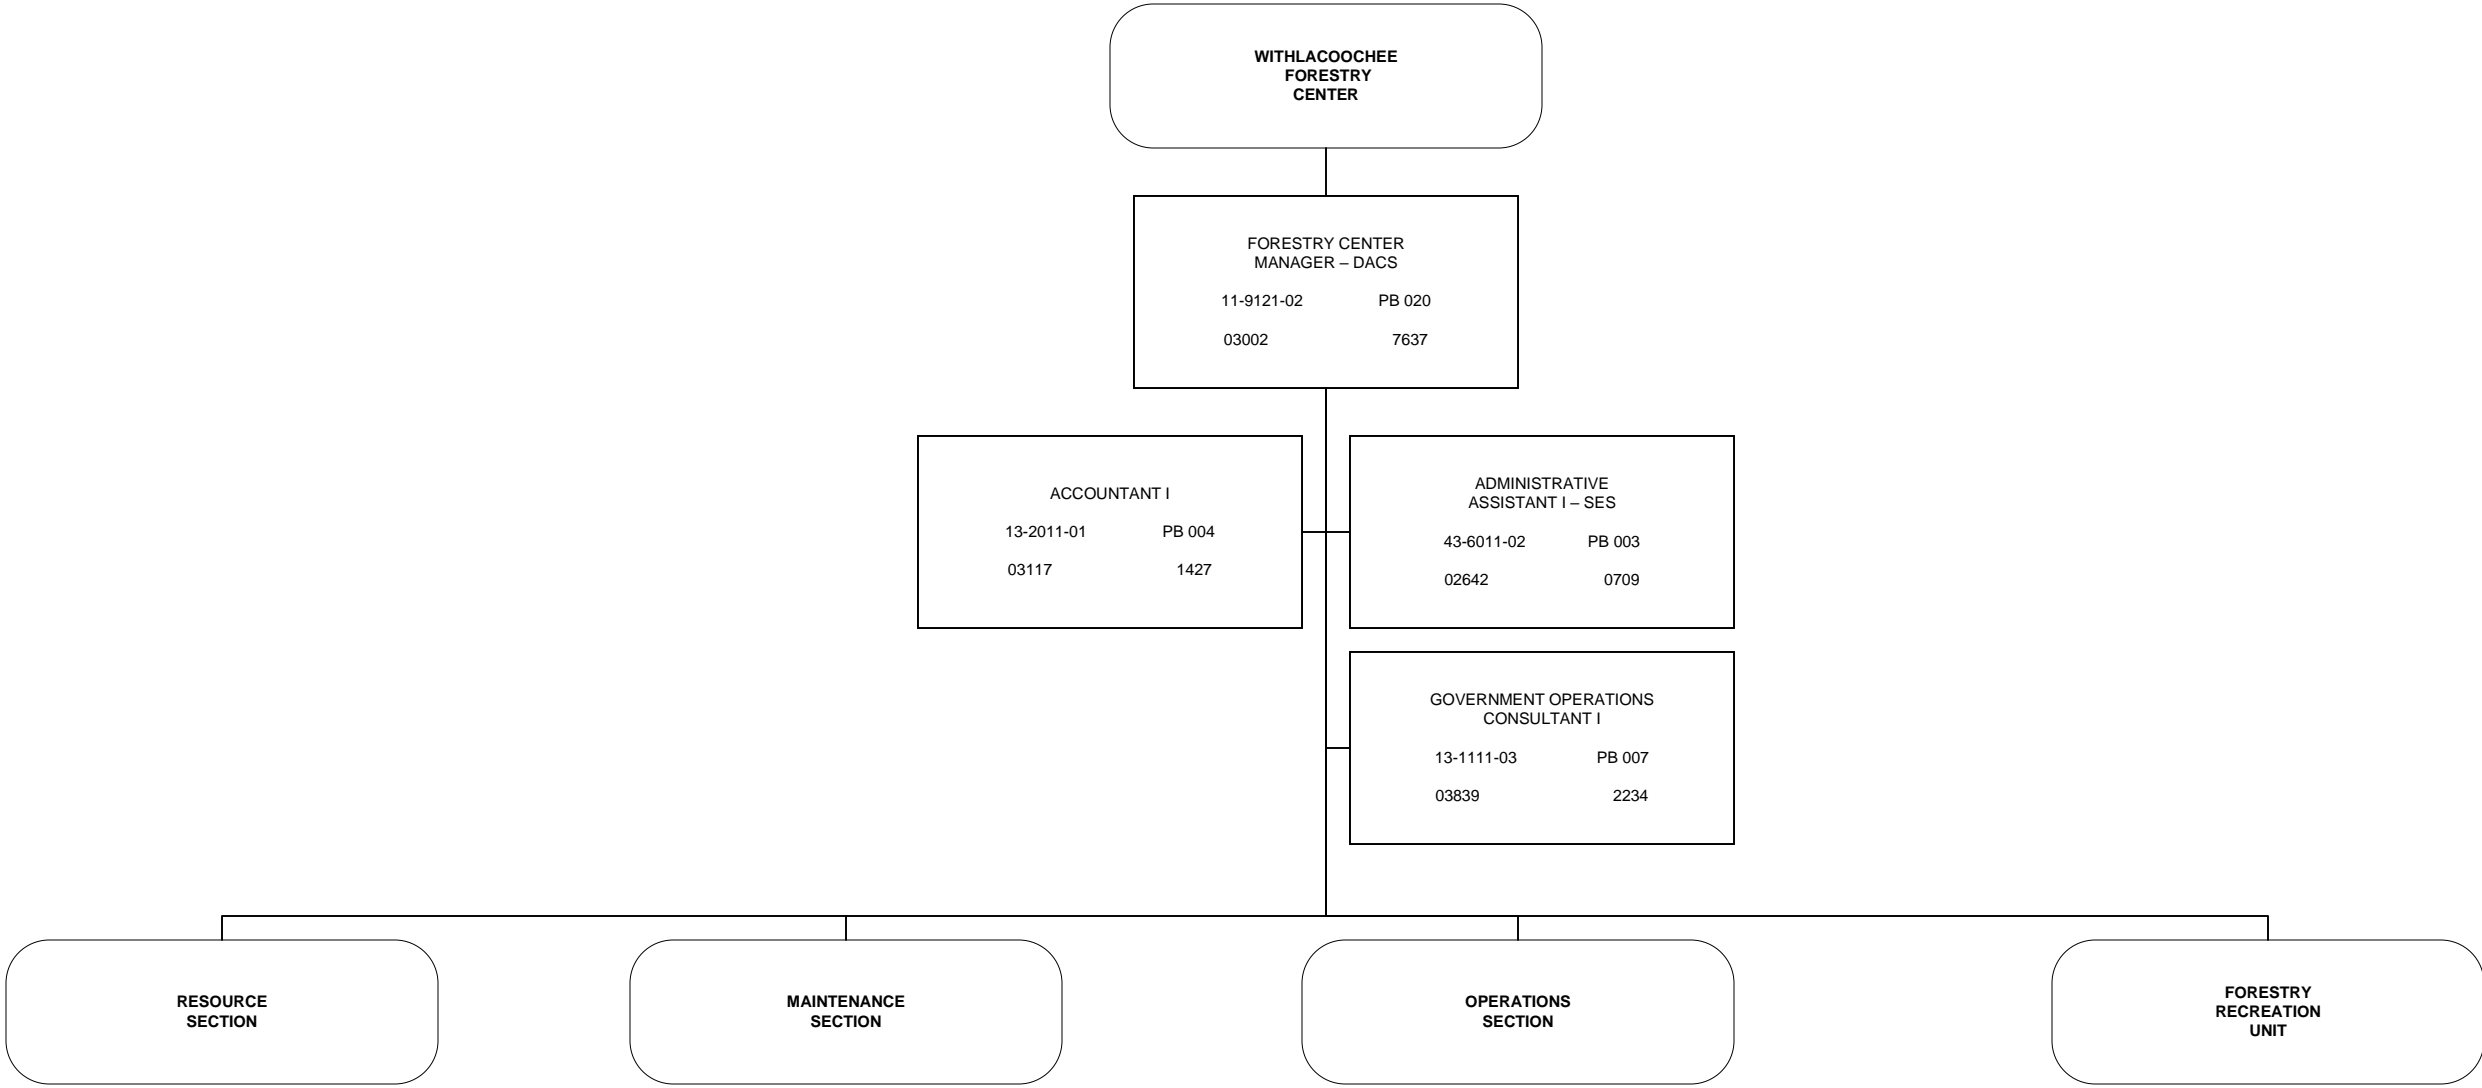 WITHLACOOCHEE
FORESTRY
CENTER
FORESTRY CENTER
MANAGER – DACS
11-9121-02 PB 020
03002 7637
ACCOUNTANT I
13-2011-01 PB 004
03117 1427
ADMINISTRATIVE
ASSISTANT I – SES
43-6011-02 PB 003
02642 0709
GOVERNMENT OPERATIONS
CONSULTANT I
13-1111-03 PB 007
03839 2234
RESOURCE
SECTION
MAINTENANCE
SECTION
OPERATIONS
SECTION
FORESTRY
RECREATION
UNIT